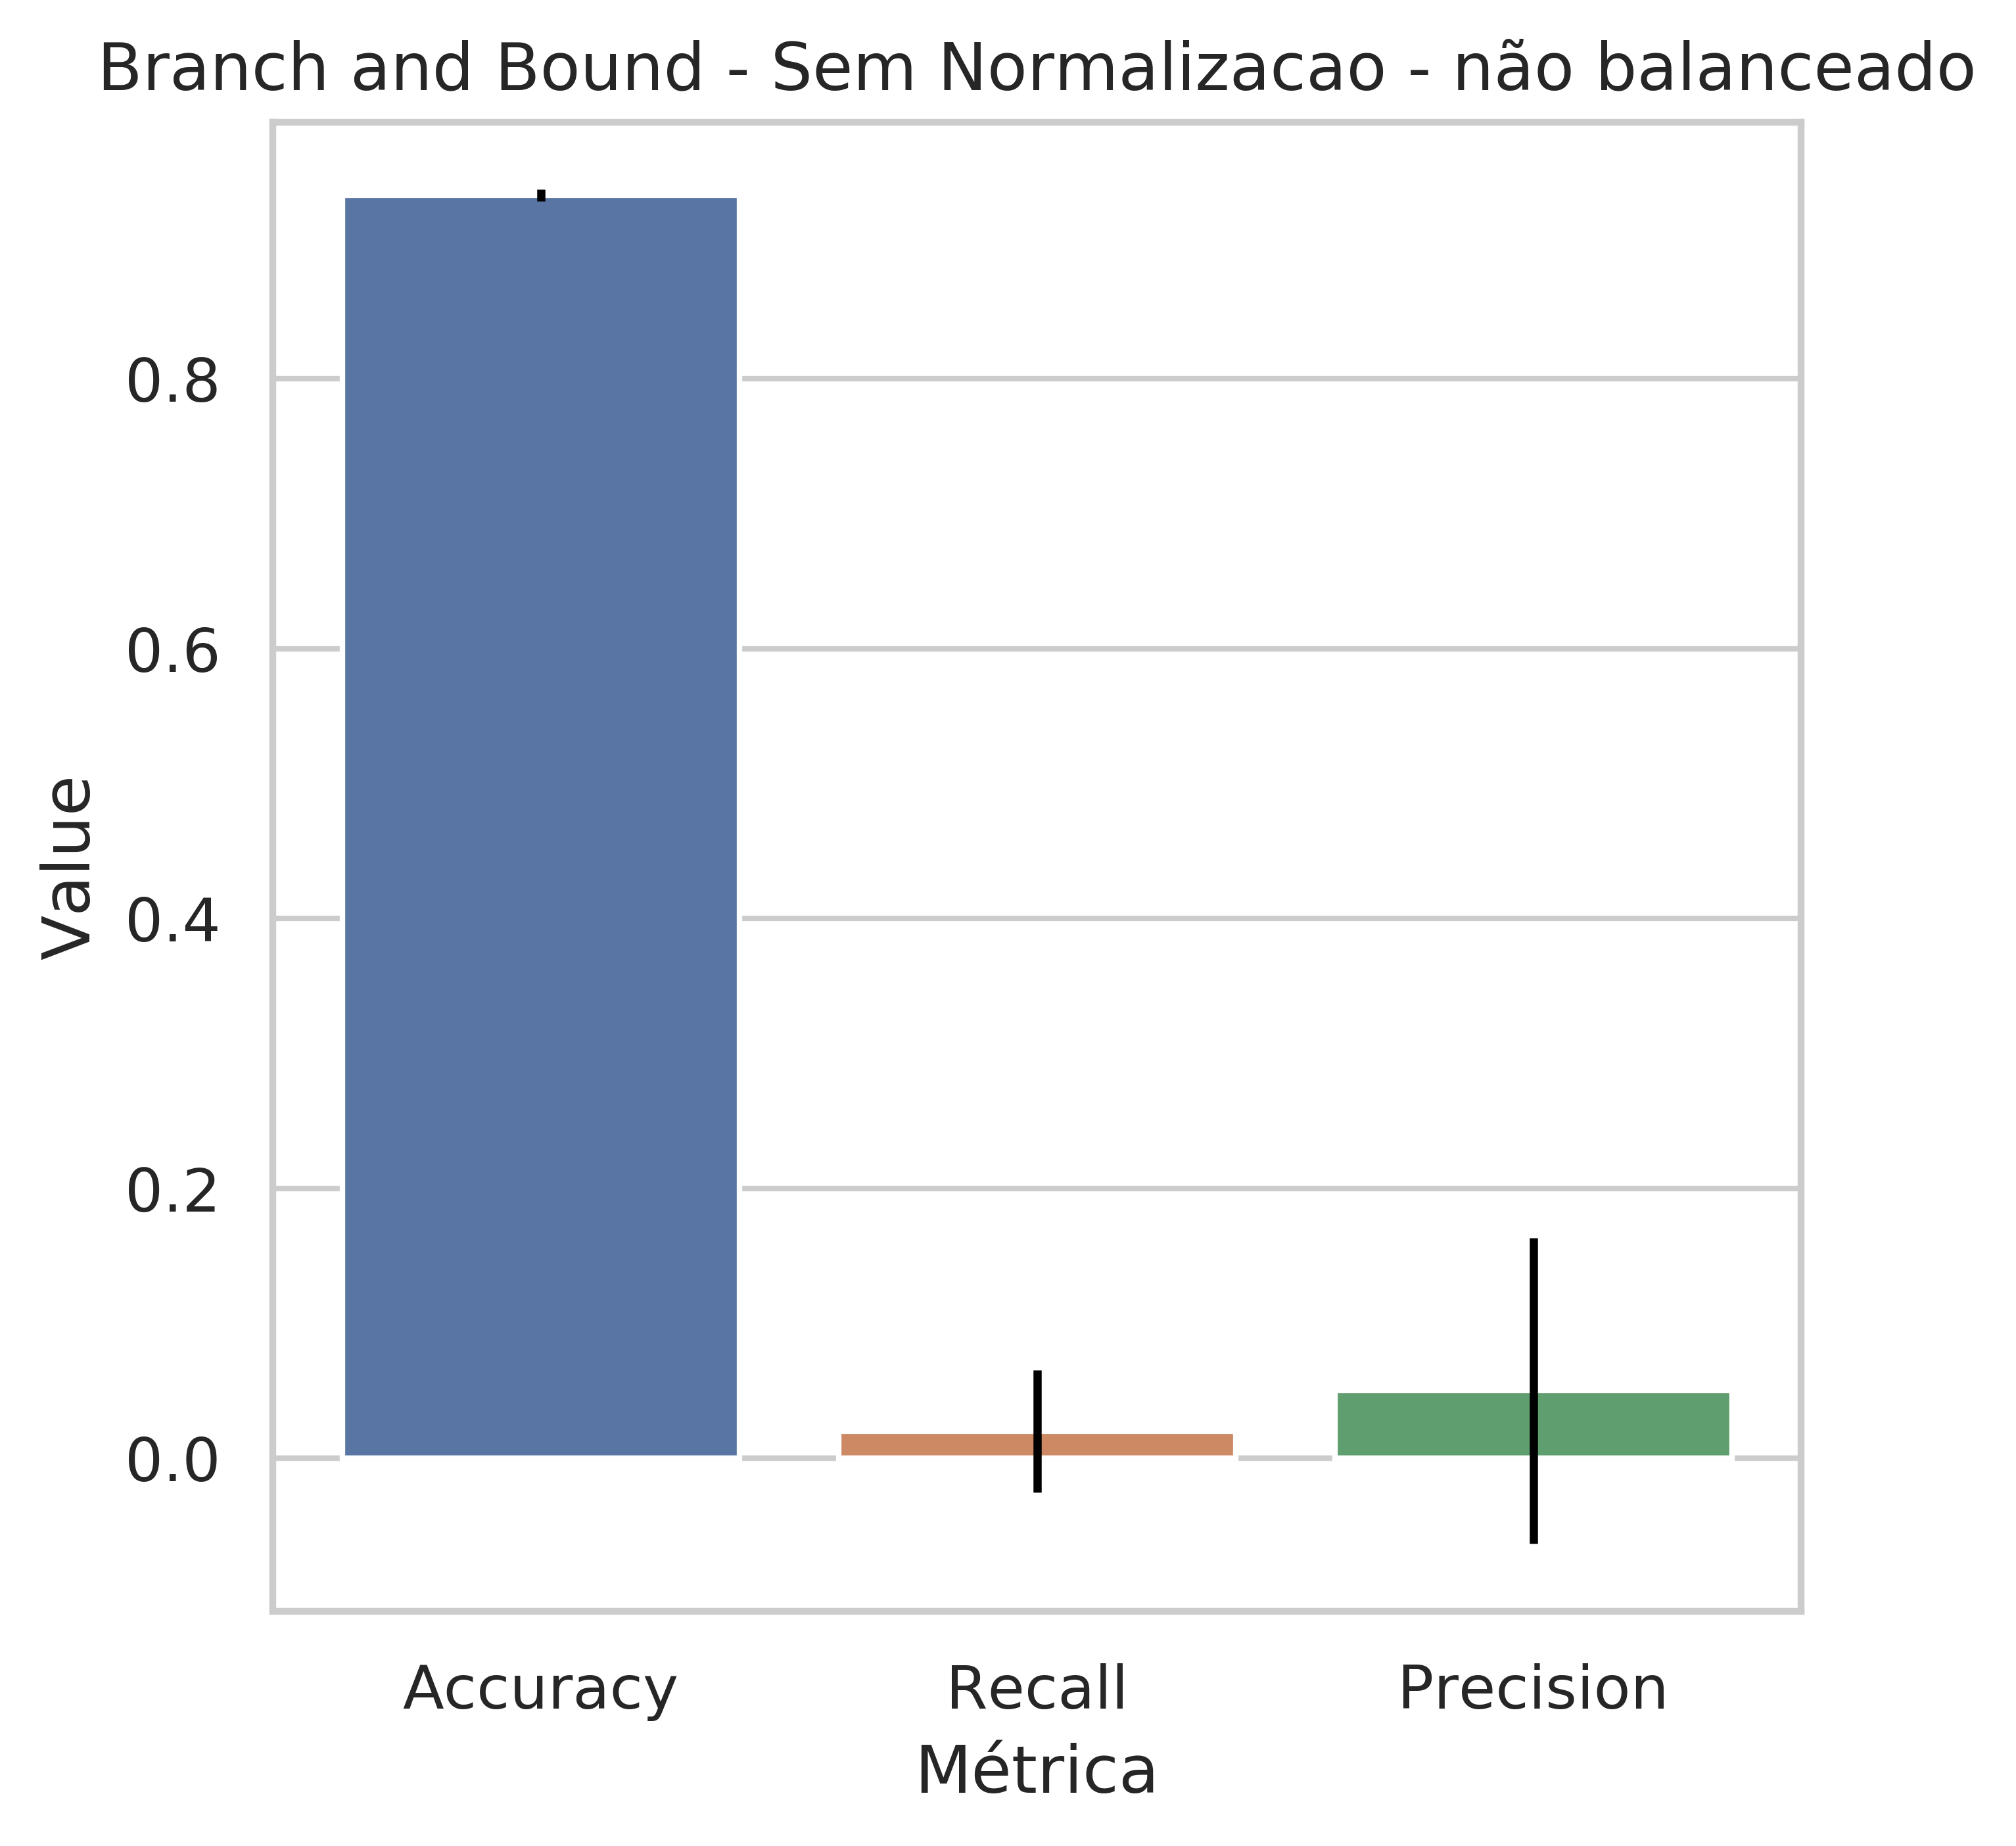 Branch and Bound - Sem Normalizacao - não balanceado
Value
0.8
0.6
0.4
0.2
0.0
Accuracy Recall Precision
Métrica